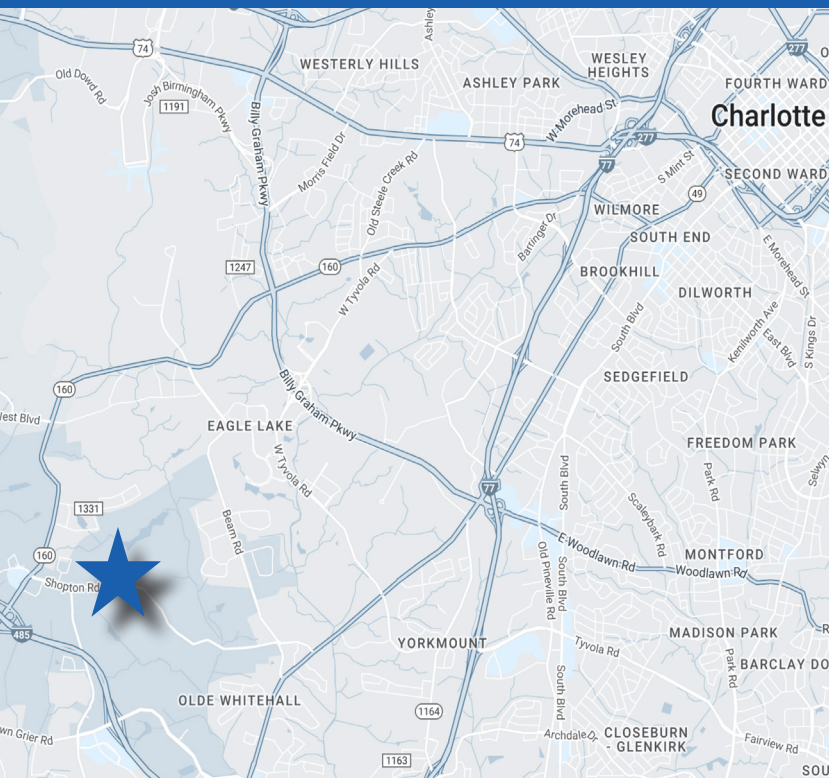 74
Old Dowd Rd
Josh Birmingham Pkwy
1191
Billy Graham Pkwy
WESTERLY HILLS
Ashley
ASHLEY PARK
WESLEY
HEIGHTS
277
FOURTH WARD
Charlotte
W Morehead St
277
74
77
S Mint St
SECOND WARD
49
Morris Field Dr
Old Steele Creek Rd
WILMORE
SOUTH END
Barringer Dr
E Morehead St
1247
160
W Tyvola Rd
BROOKHILL
DILWORTH
South Blvd
Kenilworth Ave
East Blvd
S Kings Dr
160
Billy Graham Pkwy
SEDGEFIELD
EAGLE LAKE
FREEDOM PARK
W Tyvola Rd
South Blvd
Park Rd
Selwyn
77
1331
Beam Rd
Scaleybark Rd
160
Shopton Rd
E Woodlawn Rd
MONTFORD
Woodlawn Rd
Old Pineville Rd
South Blvd
485
YORKMOUNT
Tyvola Rd
MADISON PARK
Park Rd
BARCLAY DO
OLDE WHITEHALL
South Blvd
1164
wn Grier Rd
Archdale Dr
CLOSEBURN
- GLENKIRK
Fairview Rd
1163
SOU